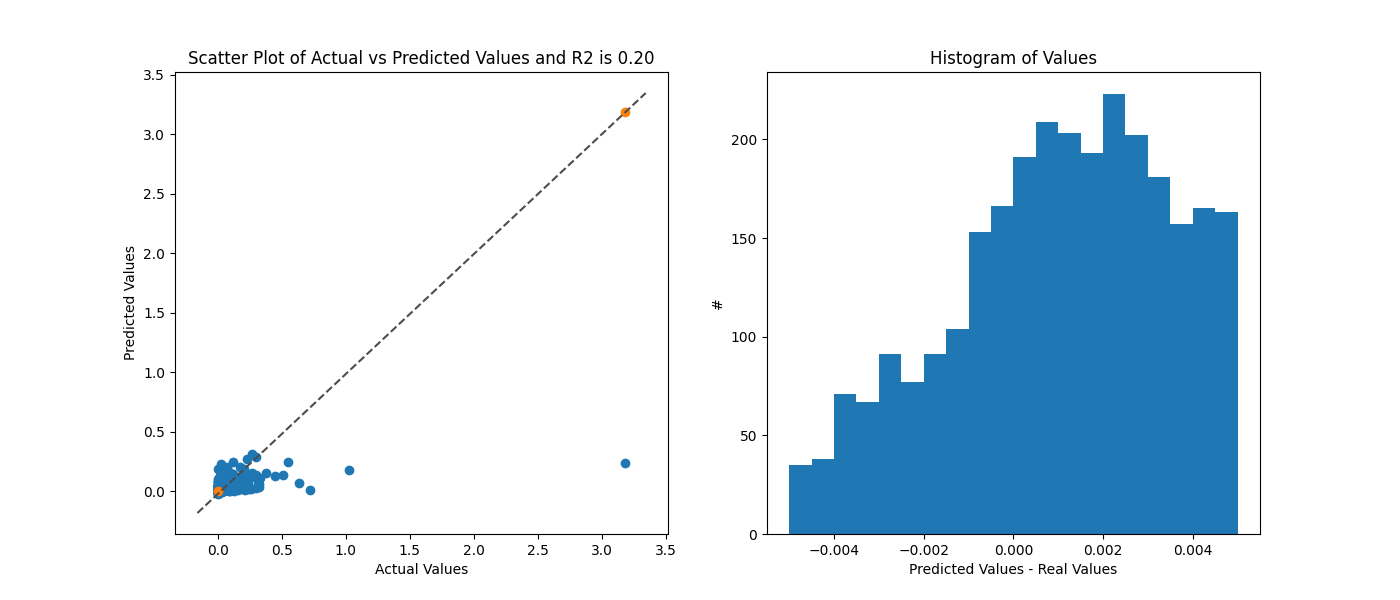 Scatter Plot of Actual vs Predicted Values and R2 is 0.20
3.5
3.0
2.5
2.0
1.5
1.0
0.5
0.0
Predicted Values
0.0 0.5 1.0 1.5 2.0 2.5 3.0 3.5
Actual Values
Histogram of Values
200
150
100
50
0
#
−0.004 −0.002 0.000 0.002 0.004
Predicted Values - Real Values